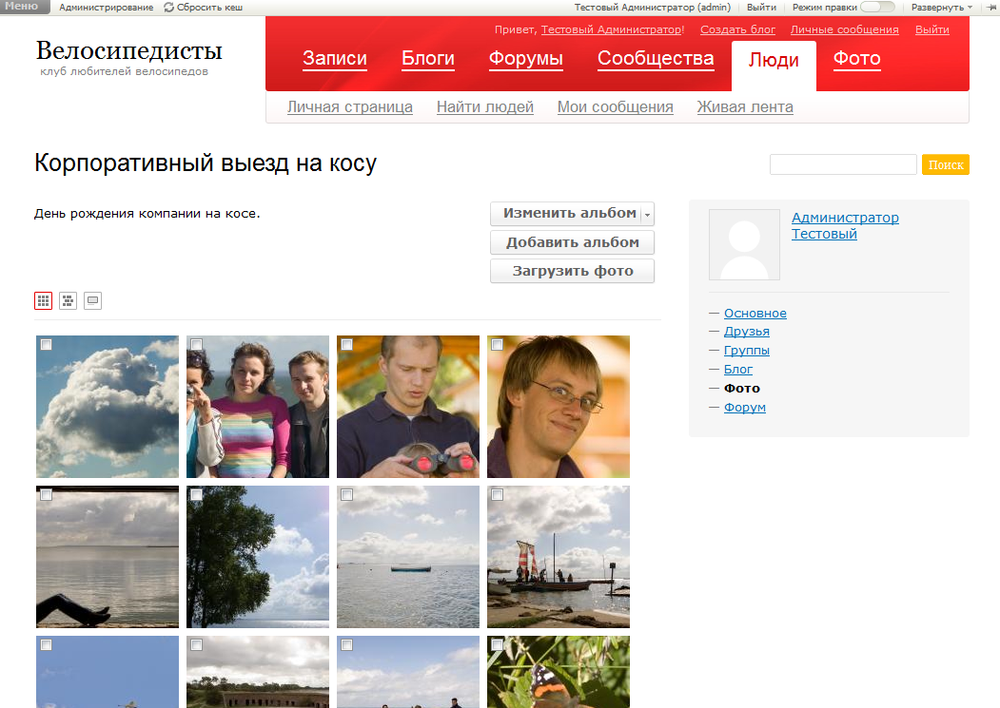 Меню Администрирование Сбросить кеш Тестовый Администратор (admin) Выйти Режим правки Развернуть
Привет, Тестовый Администратор! Создать блог Личные сообщения Выйти
Велосипедисты
клуб любителей велосипедов
Записи Блоги Форумы Сообщества Люди Фото
Личная страница Найти людей Мои сообщения Живая лента
Корпоративный выезд на косу
Поиск
День рождения компании на косе.
Изменить альбом
Добавить альбом
Загрузить фото
Администратор
Тестовый
— Основное
— Друзья
— Группы
— Блог
— Фото
— Форум